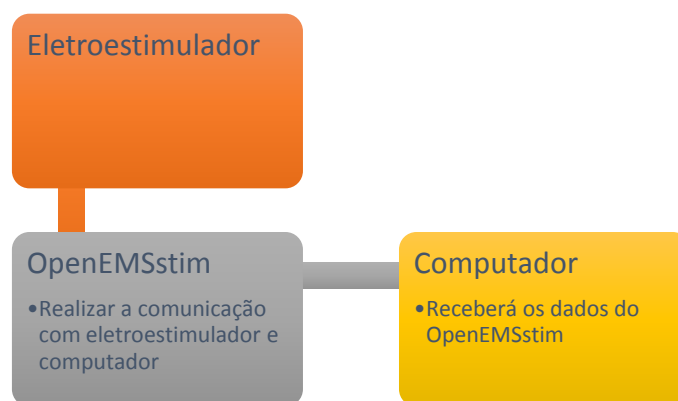 Eletroestimulador
OpenEMSstim
•Realizar a comunicação
com eletroestimulador e
computador
Computador
•Receberá os dados do
OpenEMSstim